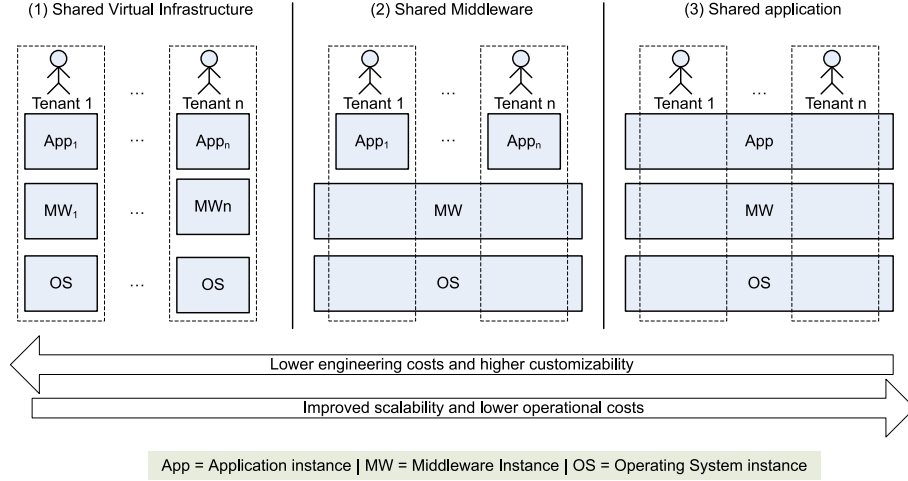 (1) Shared Virtual Infrastructure
(2) Shared Middleware
(3) Shared application
Tenant 1 ... Tenant n
Tenant 1 ... Tenant n
Tenant 1 ... Tenant n
App1 ... Appn
App1 ... Appn
App
MW1 ... MWn
MW
MW
OS ... OS
OS
OS
Lower engineering costs and higher customizability
Improved scalability and lower operational costs
App = Application instance | MW = Middleware Instance | OS = Operating System instance